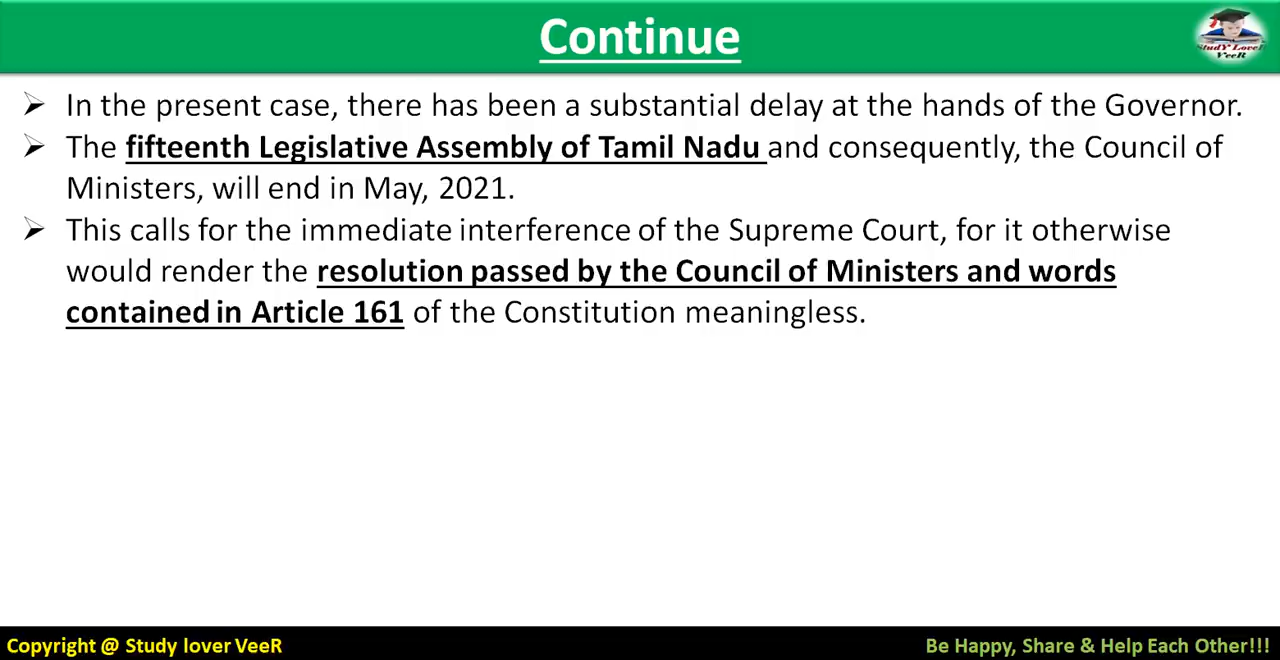 Continue
StudY LoveR
VeeR
➢ In the present case, there has been a substantial delay at the hands of the Governor.
➢ The fifteenth Legislative Assembly of Tamil Nadu and consequently, the Council of
Ministers, will end in May, 2021.
➢ This calls for the immediate interference of the Supreme Court, for it otherwise
would render the resolution passed by the Council of Ministers and words
contained in Article 161 of the Constitution meaningless.
Copyright @ Study lover VeeR
Be Happy, Share & Help Each Other!!!